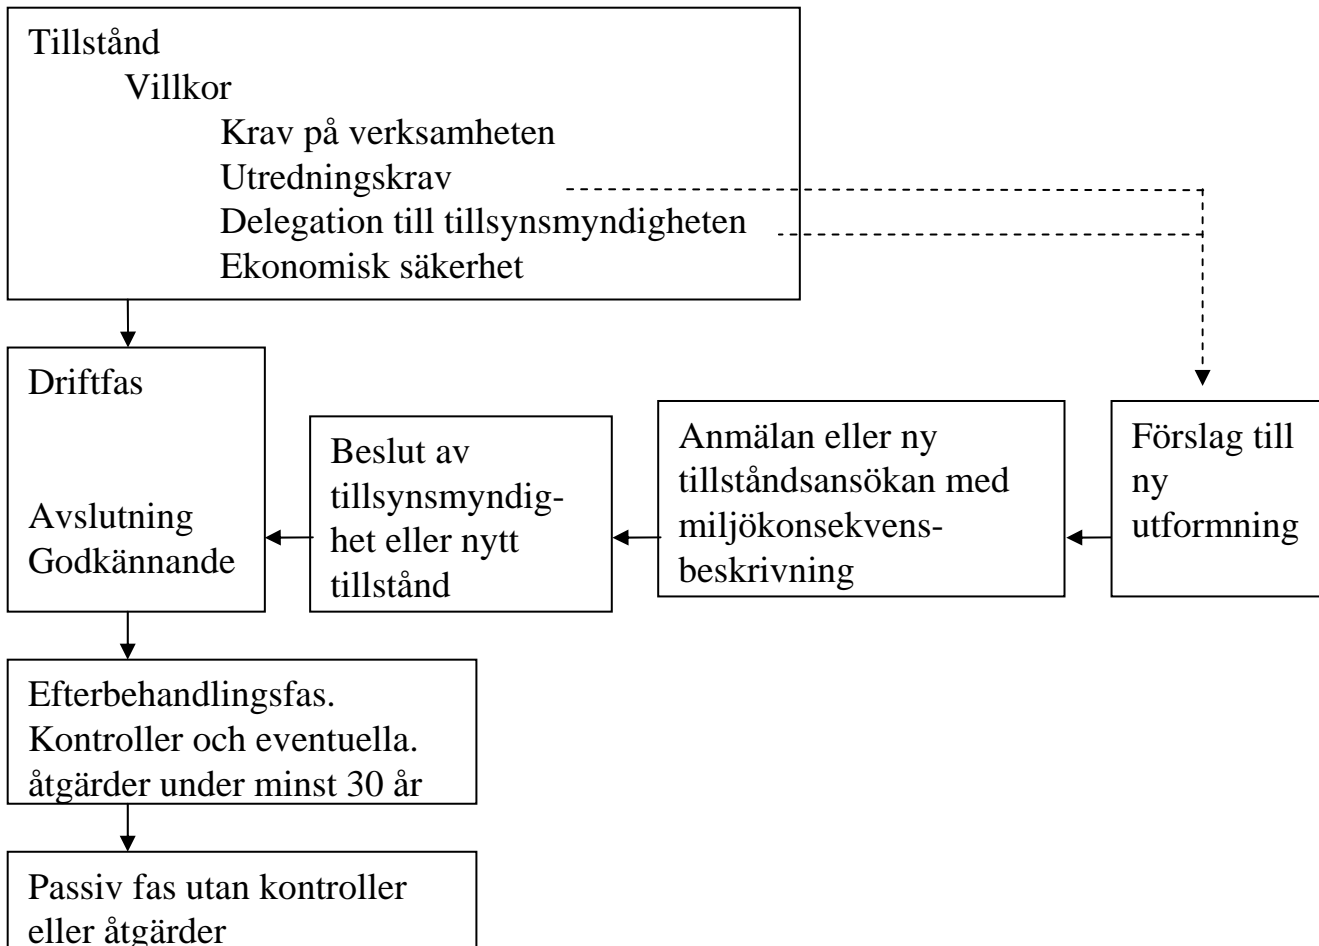 Tillstånd
Villkor
Krav på verksamheten
Utredningskrav
Delegation till tillsynsmyndigheten
Ekonomisk säkerhet
Driftfas
Avslutning
Godkännande
Beslut av
tillsynsmyndig-
het eller nytt
tillstånd
Anmälan eller ny
tillståndsansökan med
miljökonsekvens-
beskrivning
Förslag till
ny
utformning
Efterbehandlingsfas.
Kontroller och eventuella.
åtgärder under minst 30 år
Passiv fas utan kontroller
eller åtgärder